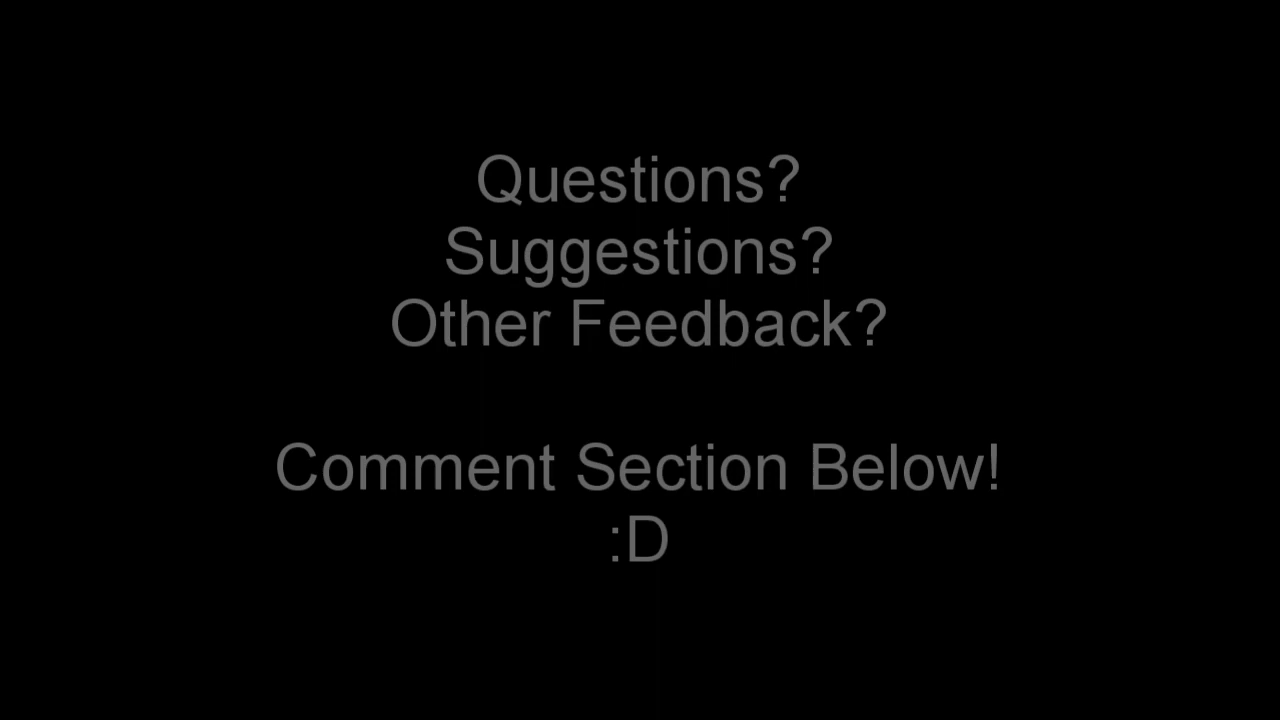 Questions?
Suggestions?
Other Feedback?
Comment Section Below!
:D